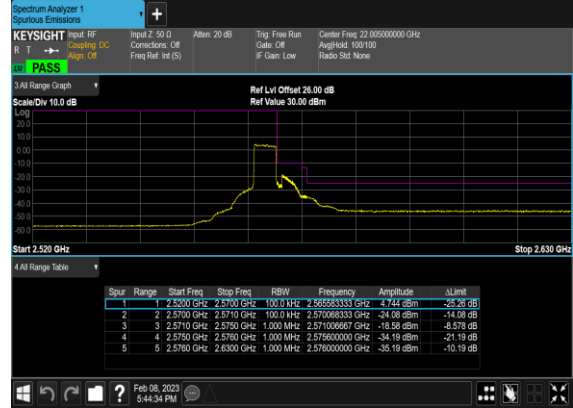 Spectrum Analyzer 1
Spurious Emissions
+
KEYSIGHT Input: RF Input Z: 50 Ω Atten: 20 dB Trig: Free Run Center Freq: 22.005000000 GHz
R T Coupling: DC Corrections: Off Gate: Off Avg|Hold: 100/100
Align: Off Freq Ref: Int (S) IF Gain: Low Radio Std: None
PASS
3 All Range Graph
Ref Lvl Offset 26.00 dB
Scale/Div 10.0 dB Ref Value 30.00 dBm
Log
20.0
10.0
0.00
-10.0
-20.0
-30.0
-40.0
-50.0
-60.0
Start 2.520 GHz Stop 2.630 GHz
4 All Range Table
Spur Range Start Freq Stop Freq RBW Frequency Amplitude ΔLimit
1 1 2.5200 GHz 2.5700 GHz 100.0 kHz 2.565583333 GHz 4.744 dBm -25.26 dB
2 2 2.5700 GHz 2.5710 GHz 100.0 kHz 2.570068333 GHz -24.08 dBm -14.08 dB
3 3 2.5710 GHz 2.5750 GHz 1.000 MHz 2.571006667 GHz -18.58 dBm -8.578 dB
4 4 2.5750 GHz 2.5760 GHz 1.000 MHz 2.575600000 GHz -34.19 dBm -21.19 dB
5 5 2.5760 GHz 2.6300 GHz 1.000 MHz 2.576000000 GHz -35.19 dBm -10.19 dB
? Feb 08, 2023
5:44:34 PM